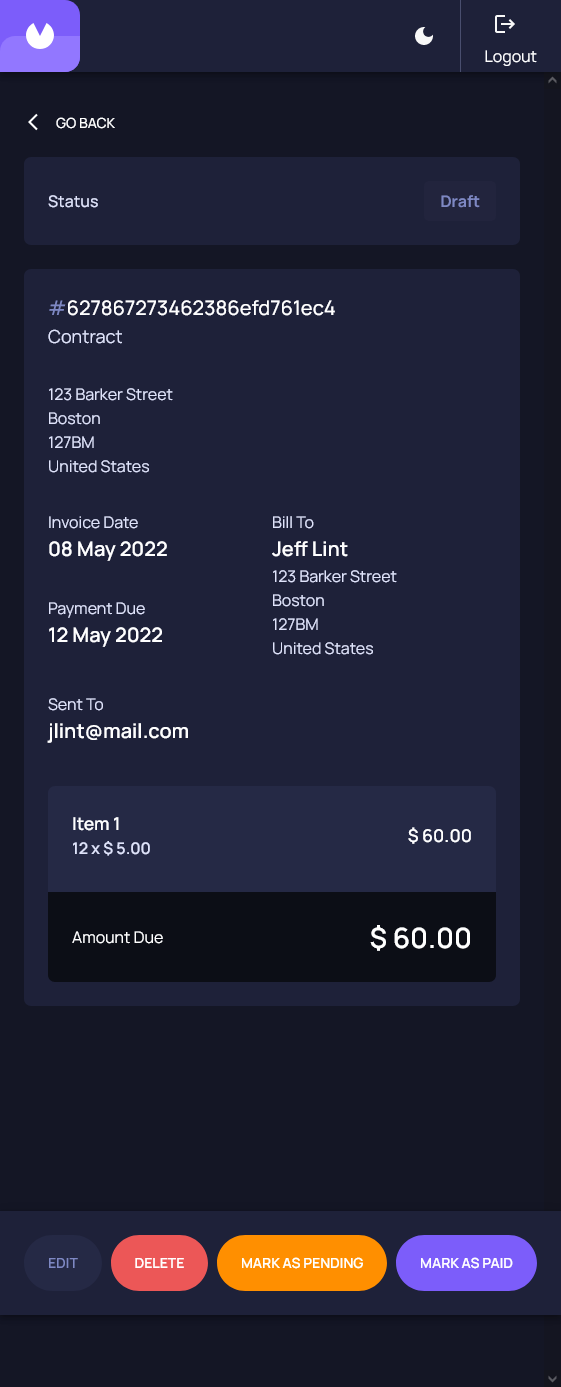 Logout
GO BACK
Status
Draft
#627867273462386efd761ec4
Contract
123 Barker Street
Boston
127BM
United States
Invoice Date
08 May 2022
Payment Due
12 May 2022
Bill To
Jeff Lint
123 Barker Street
Boston
127BM
United States
Sent To
jlint@mail.com
Item 1
12 x $ 5.00
$ 60.00
Amount Due
$ 60.00
EDIT
DELETE
MARK AS PENDING
MARK AS PAID